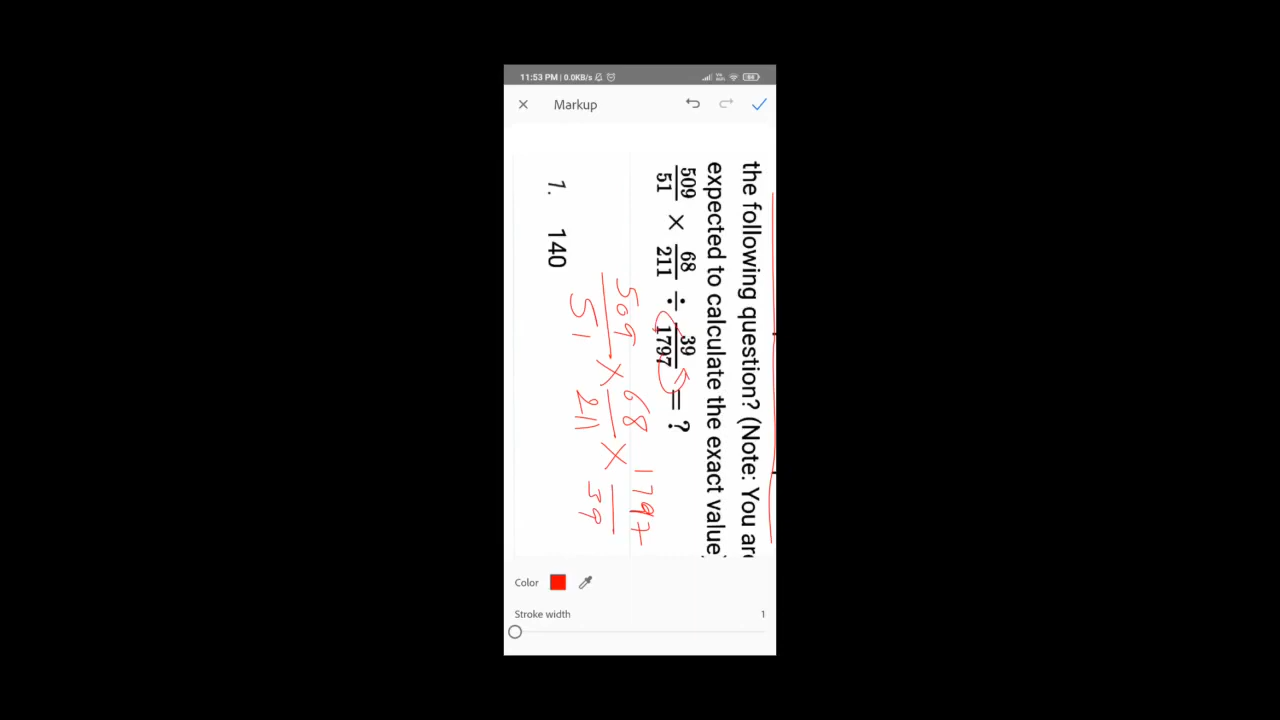 11:53 PM | 0.0KB/s
Markup
the following question? (Note: You are
expected to calculate the exact value)
509/51 × 68/211 ÷ 39/1797 = ?
1. 140
509/51 × 68/211 × 1797/39
Color
Stroke width 1